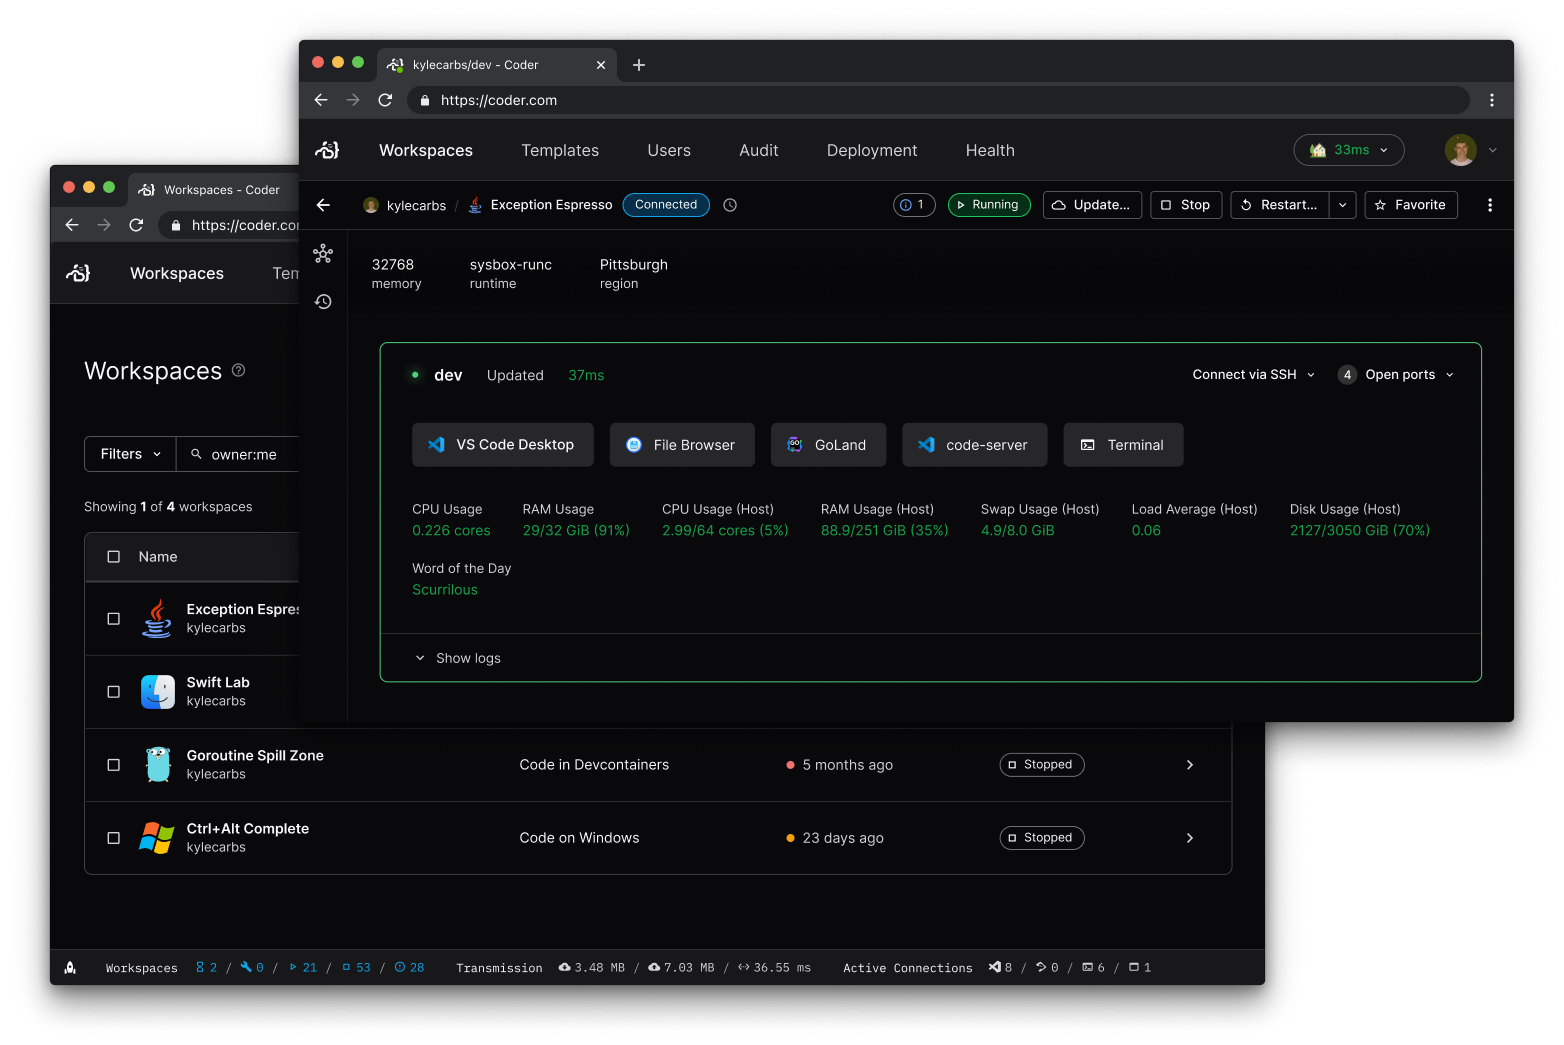 kylecarbs/dev - Coder
https://coder.com
Workspaces Templates Users Audit Deployment Health 33ms
kylecarbs / Exception Espresso Connected 1 Running Update... Stop Restart... Favorite
32768 sysbox-runc Pittsburgh
memory runtime region
dev Updated 37ms Connect via SSH 4 Open ports
VS Code Desktop File Browser GoLand code-server Terminal
CPU Usage RAM Usage CPU Usage (Host) RAM Usage (Host) Swap Usage (Host) Load Average (Host) Disk Usage (Host)
0.226 cores 29/32 GiB (91%) 2.99/64 cores (5%) 88.9/251 GiB (35%) 4.9/8.0 GiB 0.06 2127/3050 GiB (70%)
Word of the Day
Scurrilous
Show logs
Workspaces - Coder
https://coder.co
Workspaces Tem
Workspaces
Filters owner:me
Showing 1 of 4 workspaces
Name
Exception Espres
kylecarbs
Swift Lab
kylecarbs
Goroutine Spill Zone
kylecarbs
Code in Devcontainers 5 months ago Stopped
Ctrl+Alt Complete
kylecarbs
Code on Windows 23 days ago Stopped
Workspaces 2 / 0 / 21 / 53 / 28 Transmission 3.48 MB / 7.03 MB / 36.55 ms Active Connections 8 / 0 / 6 / 1